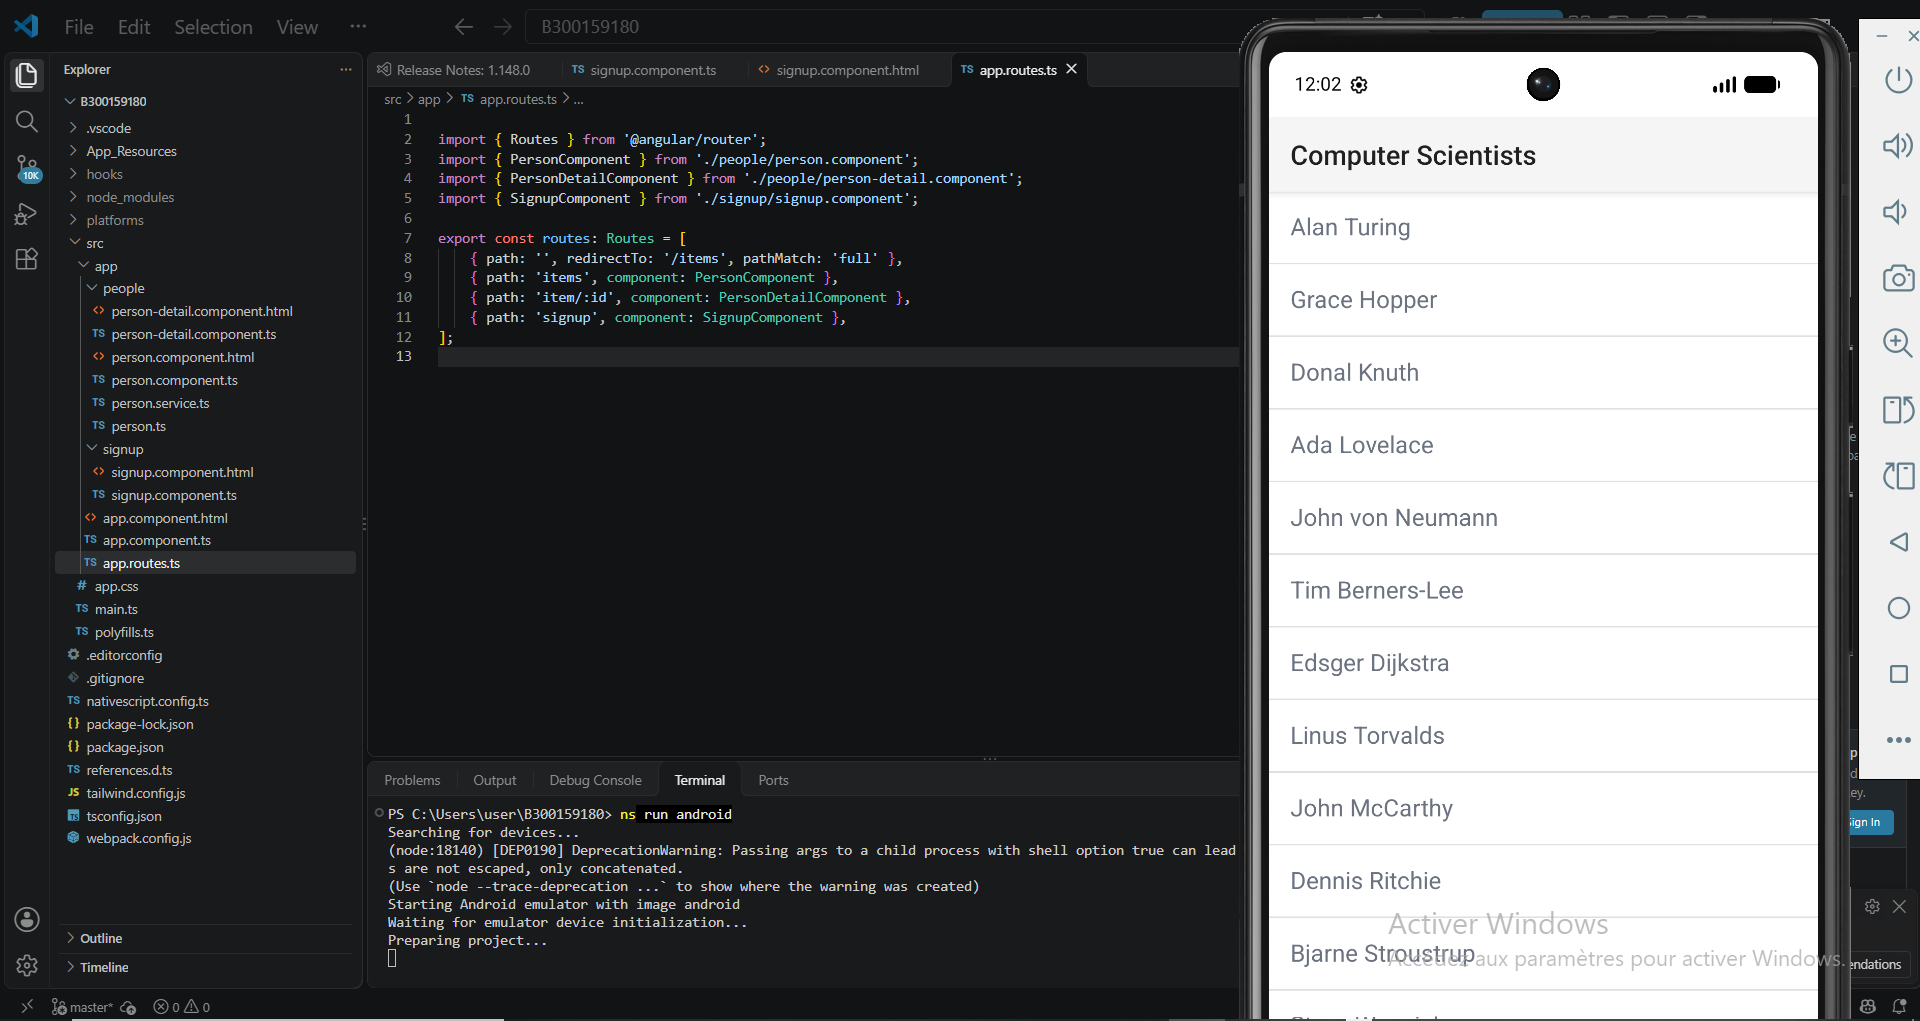 File Edit Selection View ··· B300159180
Explorer
B300159180
.vscode
App_Resources
hooks
node_modules
platforms
src
app
people
person-detail.component.html
person-detail.component.ts
person.component.html
person.component.ts
person.service.ts
person.ts
signup
signup.component.html
signup.component.ts
app.component.html
app.component.ts
app.routes.ts
app.css
main.ts
polyfills.ts
.editorconfig
.gitignore
nativescript.config.ts
package-lock.json
package.json
references.d.ts
tailwind.config.js
tsconfig.json
webpack.config.js
Outline
Timeline
10K
Release Notes: 1.148.0 TS signup.component.ts signup.component.html TS app.routes.ts
src > app > TS app.routes.ts > ...
1
2 import { Routes } from '@angular/router';
3 import { PersonComponent } from './people/person.component';
4 import { PersonDetailComponent } from './people/person-detail.component';
5 import { SignupComponent } from './signup/signup.component';
6
7 export const routes: Routes = [
8 { path: '', redirectTo: '/items', pathMatch: 'full' },
9 { path: 'items', component: PersonComponent },
10 { path: 'item/:id', component: PersonDetailComponent },
11 { path: 'signup', component: SignupComponent },
12 ];
13
Problems Output Debug Console Terminal Ports
PS C:\Users\user\B300159180> ns run android
Searching for devices...
(node:18140) [DEP0190] DeprecationWarning: Passing args to a child process with shell option true can lead
s are not escaped, only concatenated.
(Use `node --trace-deprecation ...` to show where the warning was created)
Starting Android emulator with image android
Waiting for emulator device initialization...
Preparing project...
master* 0 0
12:02
Computer Scientists
Alan Turing
Grace Hopper
Donal Knuth
Ada Lovelace
John von Neumann
Tim Berners-Lee
Edsger Dijkstra
Linus Torvalds
John McCarthy
Dennis Ritchie
Bjarne Stroustrup
Activer Windows
Accédez aux paramètres pour activer Windows.
ey.
Sign In
endations